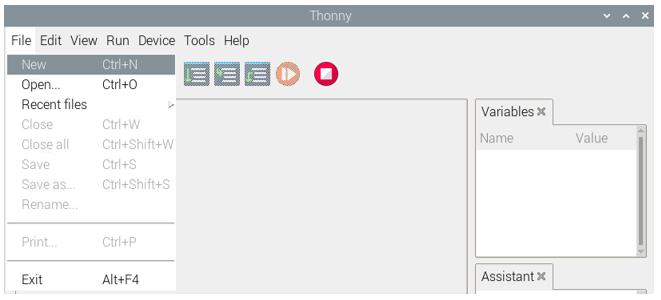 Thonny
File Edit View Run Device Tools Help
New Ctrl+N
Open... Ctrl+O
Recent files
Close Ctrl+W
Close all Ctrl+Shift+W
Save Ctrl+S
Save as... Ctrl+Shift+S
Rename...
Print... Ctrl+P
Exit Alt+F4
Variables
Name Value
Assistant